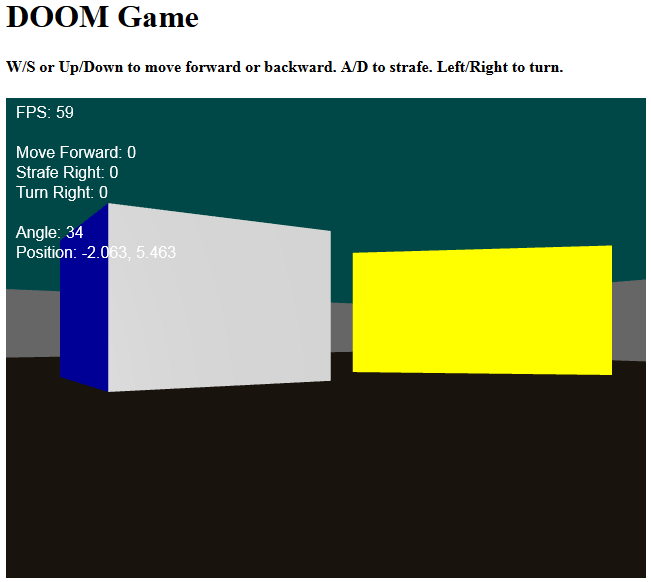 DOOM Game
W/S or Up/Down to move forward or backward. A/D to strafe. Left/Right to turn.
FPS: 59
Move Forward: 0
Strafe Right: 0
Turn Right: 0
Angle: 34
Position: -2.063, 5.463